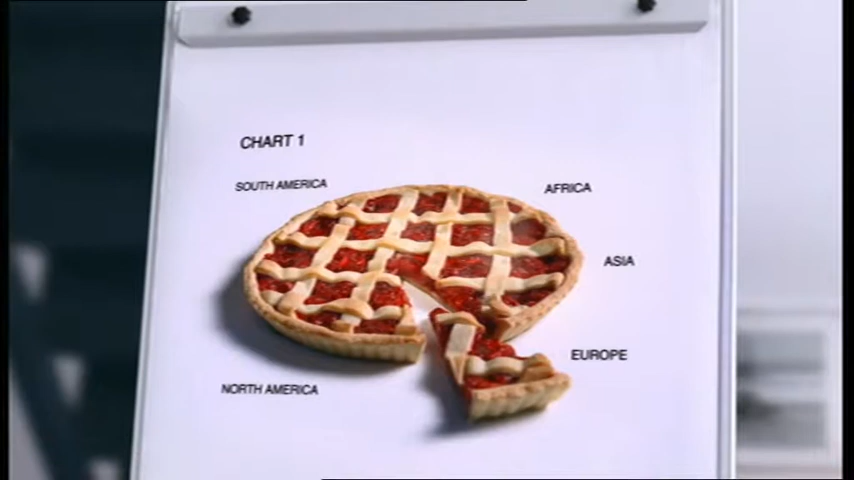 CHART 1
SOUTH AMERICA
AFRICA
ASIA
EUROPE
NORTH AMERICA